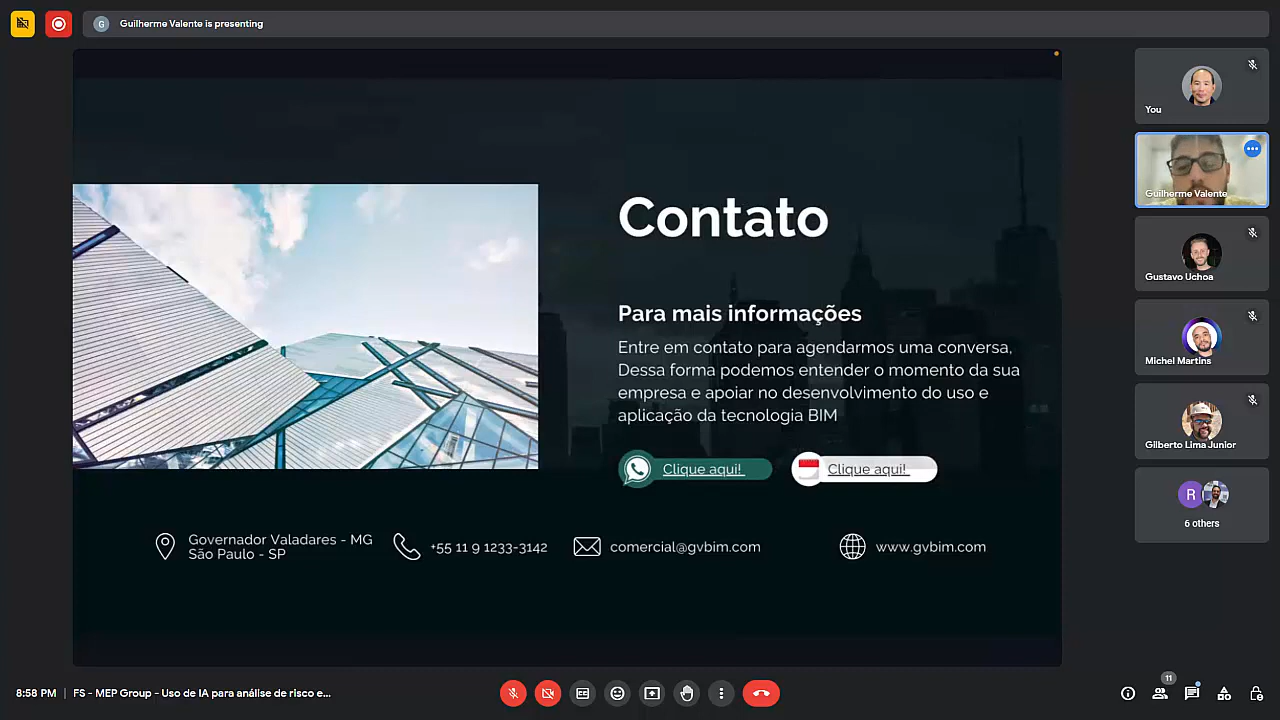 G Guilherme Valente is presenting
You
Guilherme Valente
Gustavo Uchoa
Michel Martins
Gilberto Lima Junior
R
6 others
Contato
Para mais informações
Entre em contato para agendarmos uma conversa,
Dessa forma podemos entender o momento da sua
empresa e apoiar no desenvolvimento do uso e
aplicação da tecnologia BIM
Clique aqui! Clique aqui!
Governador Valadares - MG
São Paulo - SP
+55 11 9 1233-3142
comercial@gvbim.com
www.gvbim.com
8:58 PM | FS - MEP Group - Uso de IA para análise de risco e...
11